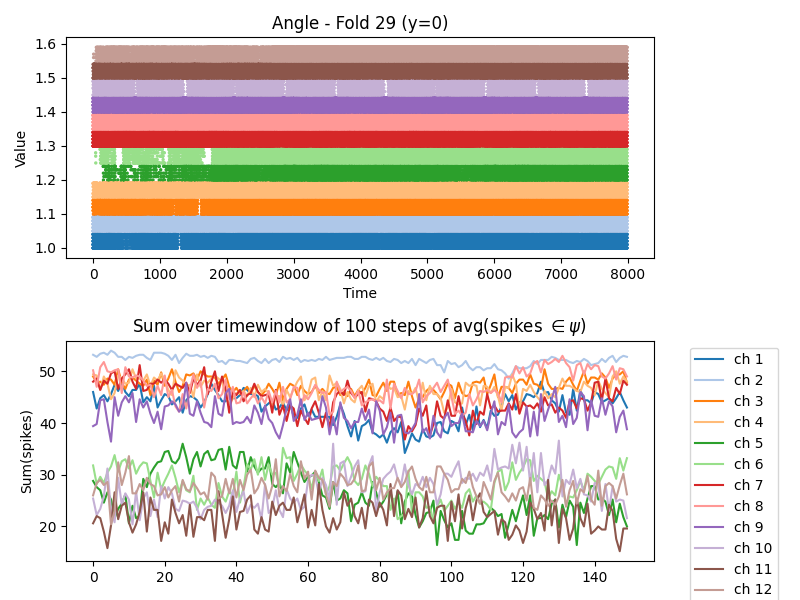 Angle - Fold 29 (y=0)
1.6
1.5
1.4
1.3
1.2
1.1
1.0
Value
0 1000 2000 3000 4000 5000 6000 7000 8000
Time
Sum over timewindow of 100 steps of avg(spikes ∈ ψ)
50
40
30
20
Sum(spikes)
0 20 40 60 80 100 120 140
ch 1
ch 2
ch 3
ch 4
ch 5
ch 6
ch 7
ch 8
ch 9
ch 10
ch 11
ch 12